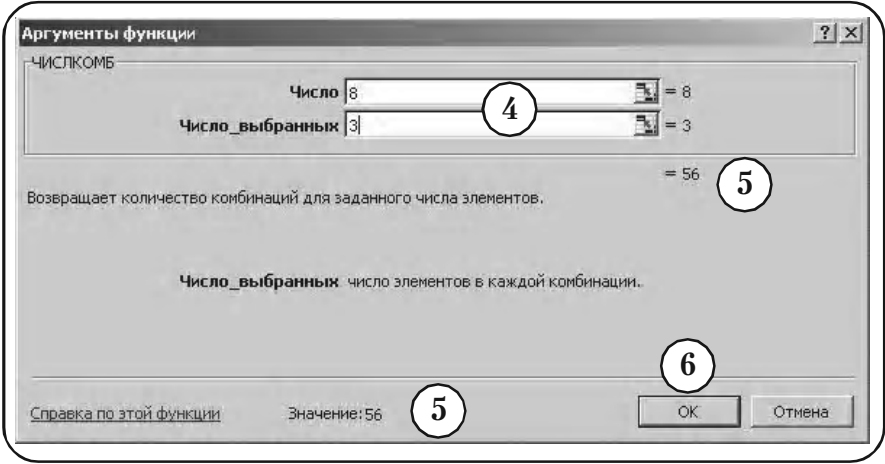 Аргументы функции
ЧИСЛКОМБ
Число 8 = 8
4
Число_выбранных 3 = 3
= 56
5
Возвращает количество комбинаций для заданного числа элементов.
Число_выбранных число элементов в каждой комбинации.
6
Справка по этой функции Значение:56 5 OK Отмена